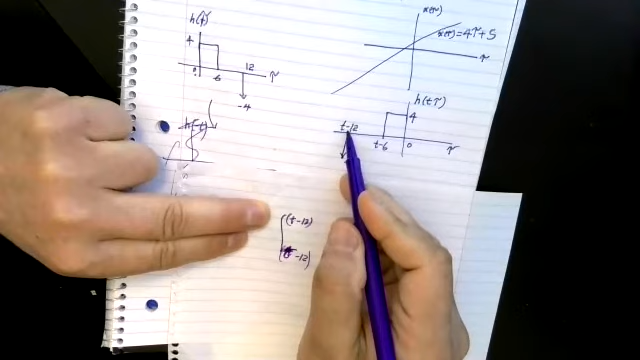 h(τ)
4
0
6
12
τ
-4
x(τ)
x(τ)=4τ+5
τ
h(-τ)
h(t-τ)
4
t-12
t-6
0
τ
(t-12)
-12)